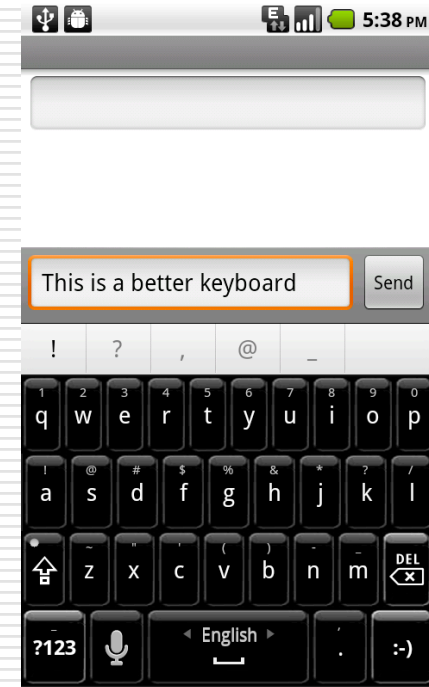 E
5:38 PM
This is a better keyboard
Send
! ? , @ _
1 2 3 4 5 6 7 8 9 0
q w e r t y u i o p
! @ # $ % & * ? /
a s d f g h j k l
~ " ' ( ) - _
z x c v b n m DEL
?123 English . :-)